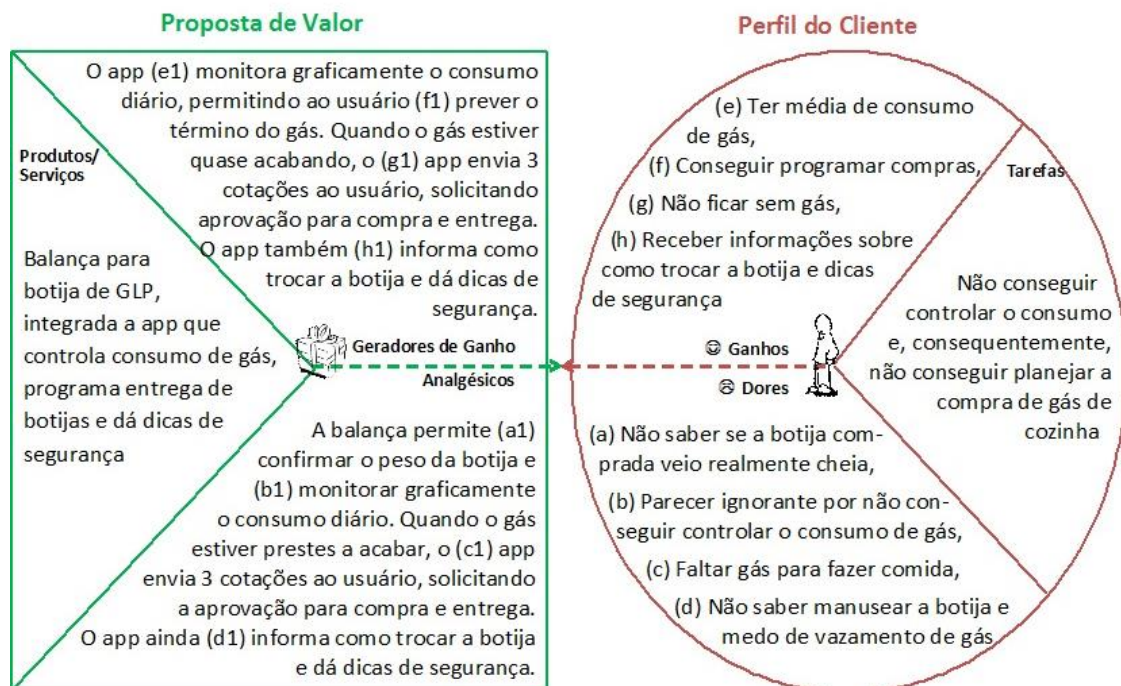 Proposta de Valor
O app (e1) monitora graficamente o consumo
diário, permitindo ao usuário (f1) prever o
término do gás. Quando o gás estiver
quase acabando, o (g1) app envia 3
cotações ao usuário, solicitando
aprovação para compra e entrega.
O app também (h1) informa como
trocar a botija e dá dicas de
segurança.
Produtos/
Serviços
Balança para
botija de GLP,
integrada a app que
controla consumo de gás,
programa entrega de
botijas e dá dicas de
segurança
Geradores de Ganho
Analgésicos
A balança permite (a1)
confirmar o peso da botija e
(b1) monitorar graficamente
o consumo diário. Quando o gás
estiver prestes a acabar, o (c1) app
envia 3 cotações ao usuário, solicitando
a aprovação para compra e entrega.
O app ainda (d1) informa como trocar a botija
e dá dicas de segurança.
Perfil do Cliente
(e) Ter média de consumo
de gás,
(f) Conseguir programar compras,
(g) Não ficar sem gás,
(h) Receber informações sobre
como trocar a botija e dicas
de segurança
☺ Ganhos
☹ Dores
(a) Não saber se a botija com-
prada veio realmente cheia,
(b) Parecer ignorante por não con-
seguir controlar o consumo de gás,
(c) Faltar gás para fazer comida,
(d) Não saber manusear a botija e
medo de vazamento de gás
Tarefas
Não conseguir
controlar o consumo
e, consequentemente,
não conseguir planejar a
compra de gás de
cozinha